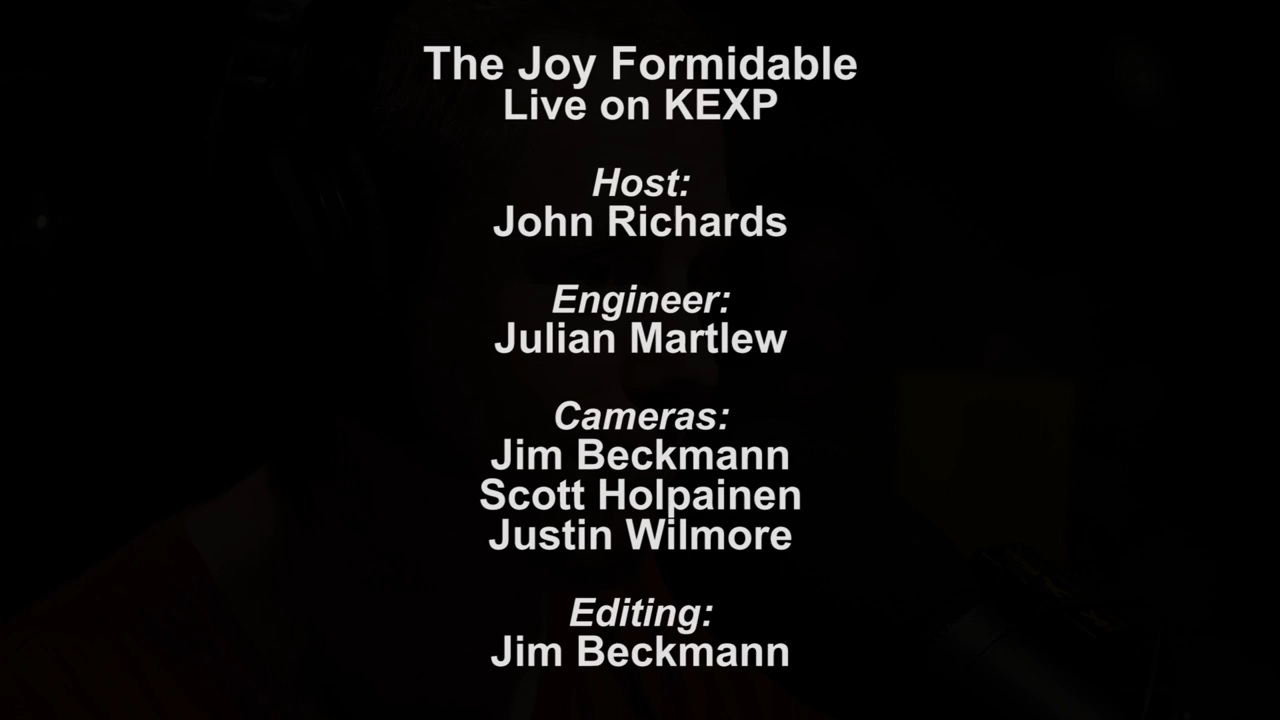 The Joy Formidable
Live on KEXP
Host:
John Richards
Engineer:
Julian Martlew
Cameras:
Jim Beckmann
Scott Holpainen
Justin Wilmore
Editing:
Jim Beckmann